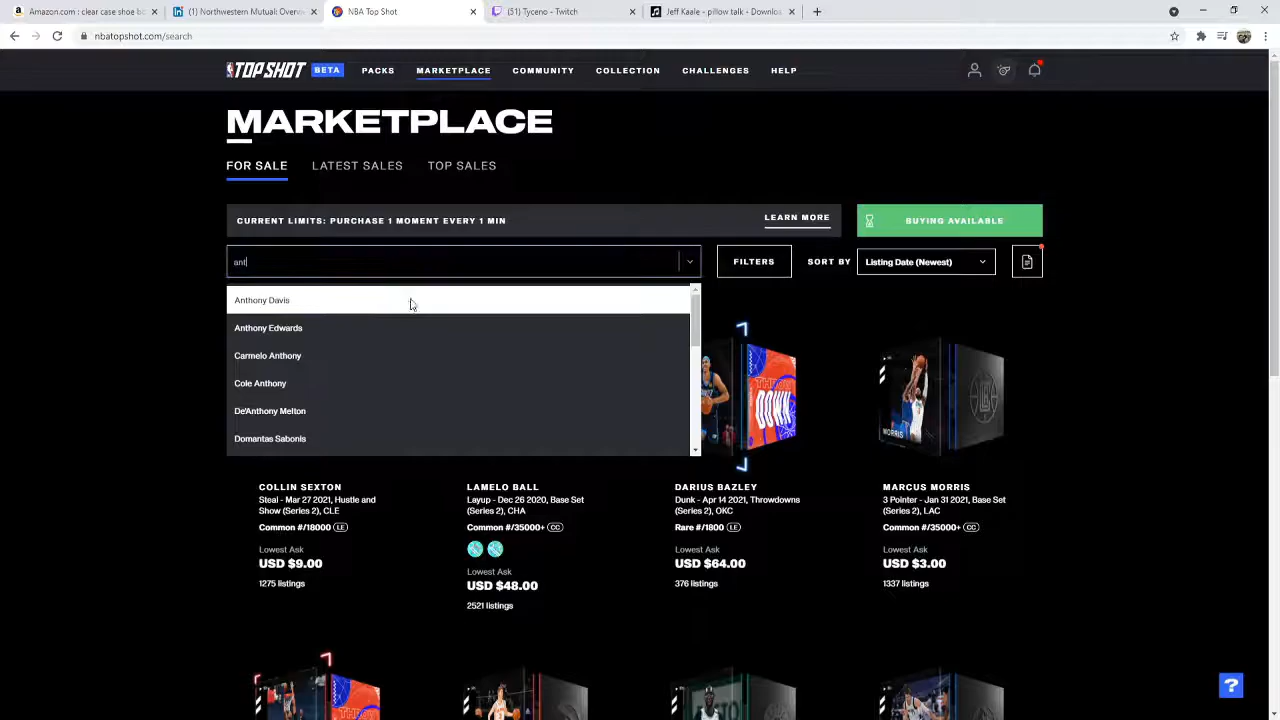 Amazon.com : clear shoe box
(1) Northwestern Mutual: Overvi
NBA Top Shot
(51) Tyceno - Twitch
Jeff Kaale - pillow talk + Downloa
nbatopshot.com/search
TOP SHOT BETA PACKS MARKETPLACE COMMUNITY COLLECTION CHALLENGES HELP
MARKETPLACE
FOR SALE LATEST SALES TOP SALES
CURRENT LIMITS: PURCHASE 1 MOMENT EVERY 1 MIN LEARN MORE BUYING AVAILABLE
ant FILTERS SORT BY Listing Date (Newest)
Anthony Davis
Anthony Edwards
Carmelo Anthony
Cole Anthony
De'Anthony Melton
Domantas Sabonis
THROW
DOWN
MORRIS
COLLIN SEXTON
Steal - Mar 27 2021, Hustle and
Show (Series 2), CLE
Common #/18000 LE
Lowest Ask
USD $9.00
1275 listings
LAMELO BALL
Layup - Dec 26 2020, Base Set
(Series 2), CHA
Common #/35000+ CC
Lowest Ask
USD $48.00
2521 listings
DARIUS BAZLEY
Dunk - Apr 14 2021, Throwdowns
(Series 2), OKC
Rare #/1800 LE
Lowest Ask
USD $64.00
376 listings
MARCUS MORRIS
3 Pointer - Jan 31 2021, Base Set
(Series 2), LAC
Common #/35000+ CC
Lowest Ask
USD $3.00
1337 listings
?